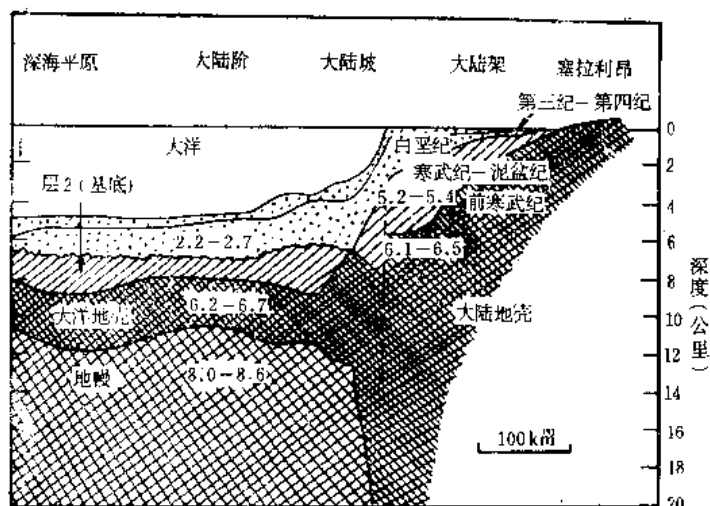 深海平原 大陆阶 大陆坡 大陆架 塞拉利昂
第三纪-第四纪
大洋 白垩纪 0
层2(基底) 寒武纪-泥盆纪 2
5.2-5.4 前寒武纪 4
2.2-2.7 6.1-6.5 6
8
大洋地壳 6.2-6.7 大陆地壳 10
地幔 8.0-8.6 12
14
100km 16
18
20
深度(公里)